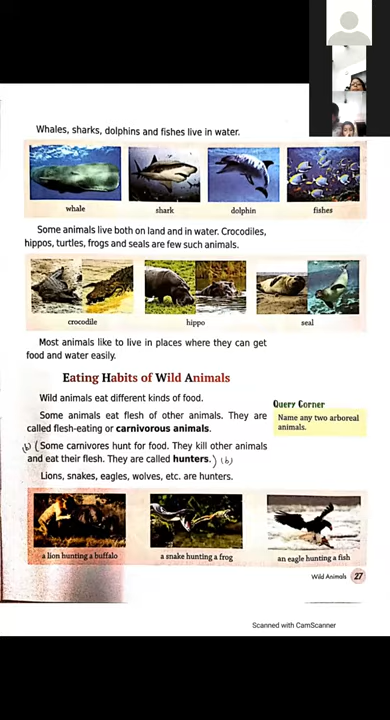 Whales, sharks, dolphins and fishes live in water.
whale
shark
dolphin
fishes
Some animals live both on land and in water. Crocodiles,
hippos, turtles, frogs and seals are few such animals.
crocodile
hippo
seal
Most animals like to live in places where they can get
food and water easily.
Eating Habits of Wild Animals
Wild animals eat different kinds of food.
Some animals eat flesh of other animals. They are
called flesh-eating or carnivorous animals.
Query Corner
Name any two arboreal
animals.
(b) (Some carnivores hunt for food. They kill other animals
and eat their flesh. They are called hunters.) (b)
Lions, snakes, eagles, wolves, etc. are hunters.
a lion hunting a buffalo
a snake hunting a frog
an eagle hunting a fish
Wild Animals 27
Scanned with CamScanner